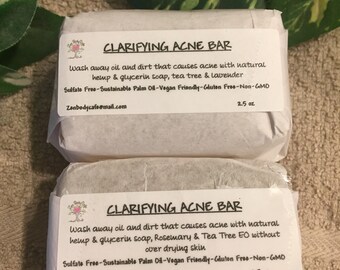 CLARIFYING ACNE BAR
Wash away oil and dirt that causes acne with natural
hemp & glycerin soap, tea tree & lavender
Sulfate Free-Sustainable Palm Oil-Vegan Friendly-Gluten Free-Non-GMO
Zenbodycafe@mail.com
2.5 oz
CLARIFYING ACNE BAR
Wash away oil and dirt that causes acne with natural
hemp & glycerin soap, Rosemary & Tea Tree EO without
over drying skin
Sulfate Free-Sustainable Palm Oil-Vegan Friendly-Gluten Free-Non-GMO